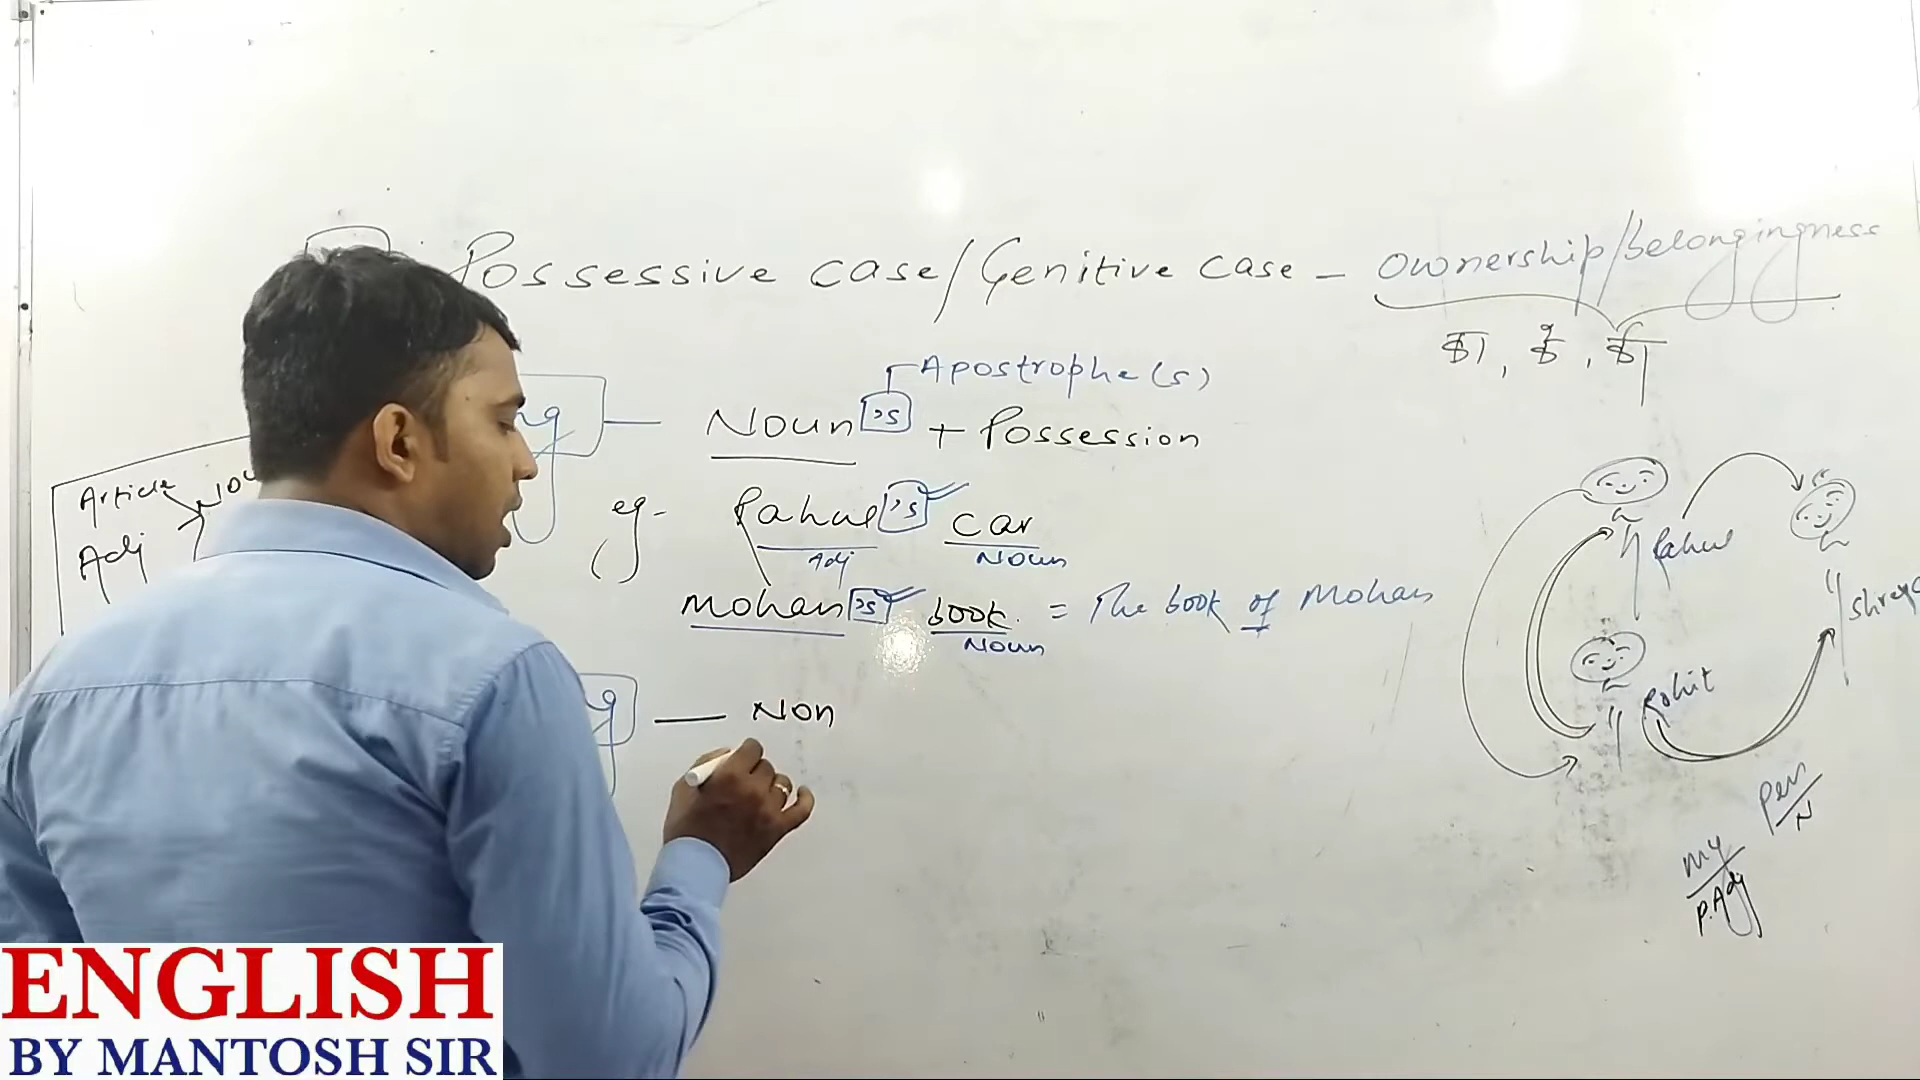 Possessive case/Genitive case - ownership/belongingness
का, के, की
Apostrophe(s)
Noun 's + Possession
Article
Adj
eg- Rahul 's car
Adj Noun
Mohan 's book. = The book of Mohan
Noun
Non
Rahul
Shreya
Rohit
Pen
N
my
P.Adj
ENGLISH
BY MANTOSH SIR